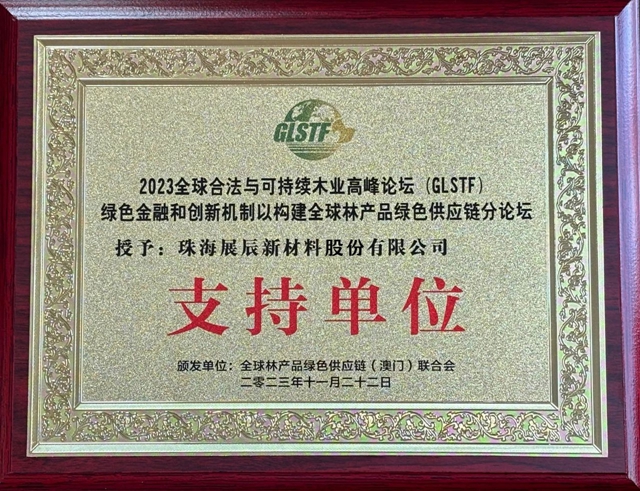 GLSTF
2023全球合法与可持续木业高峰论坛（GLSTF）
绿色金融和创新机制以构建全球林产品绿色供应链分论坛
授予：珠海展辰新材料股份有限公司
支持单位
颁发单位：全球林产品绿色供应链（澳门）联合会
二零二三年十一月二十二日